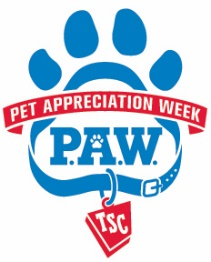 PET APPRECIATION WEEK
P.A.W.
TSC